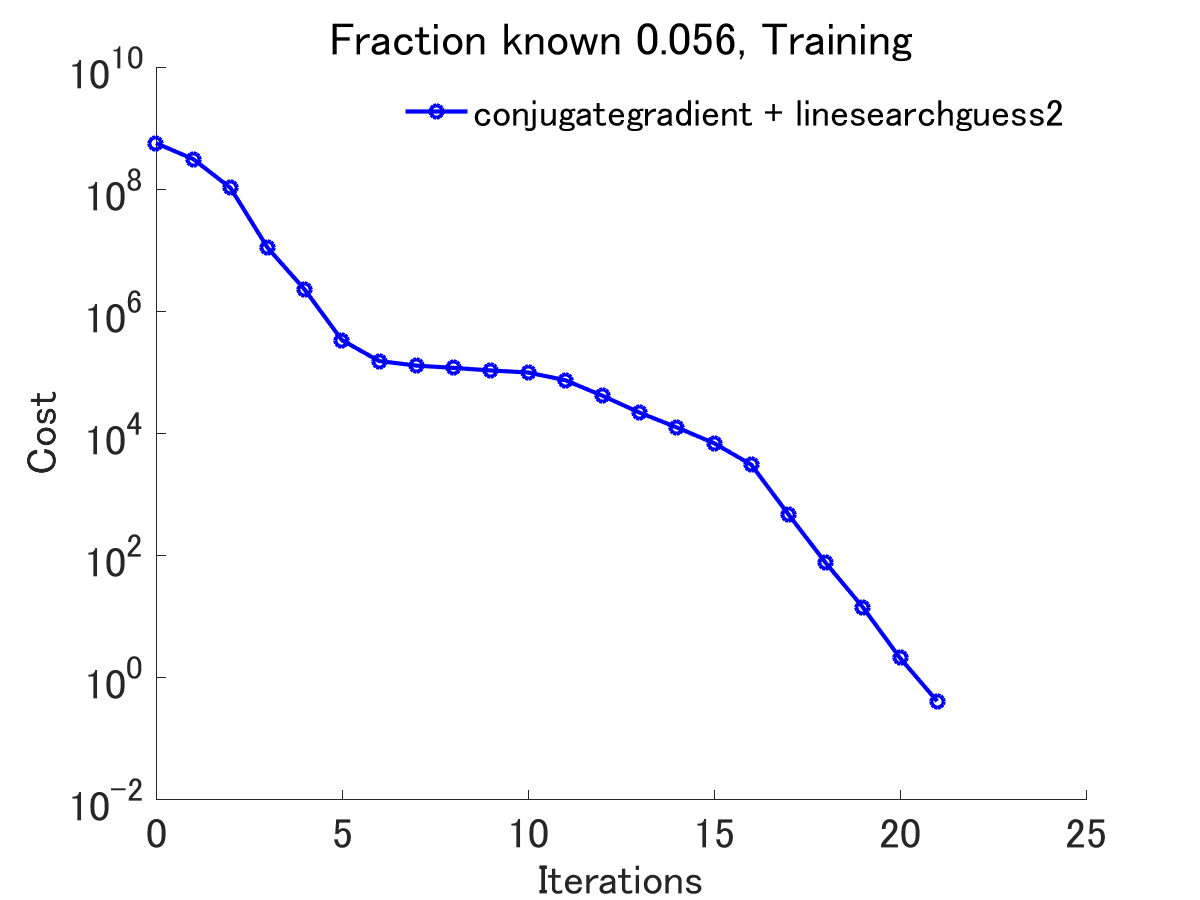 Fraction known 0.056, Training
10^10
conjugategradient + linesearchguess2
10^8
10^6
10^4
10^2
10^0
10^-2
Cost
0 5 10 15 20 25
Iterations